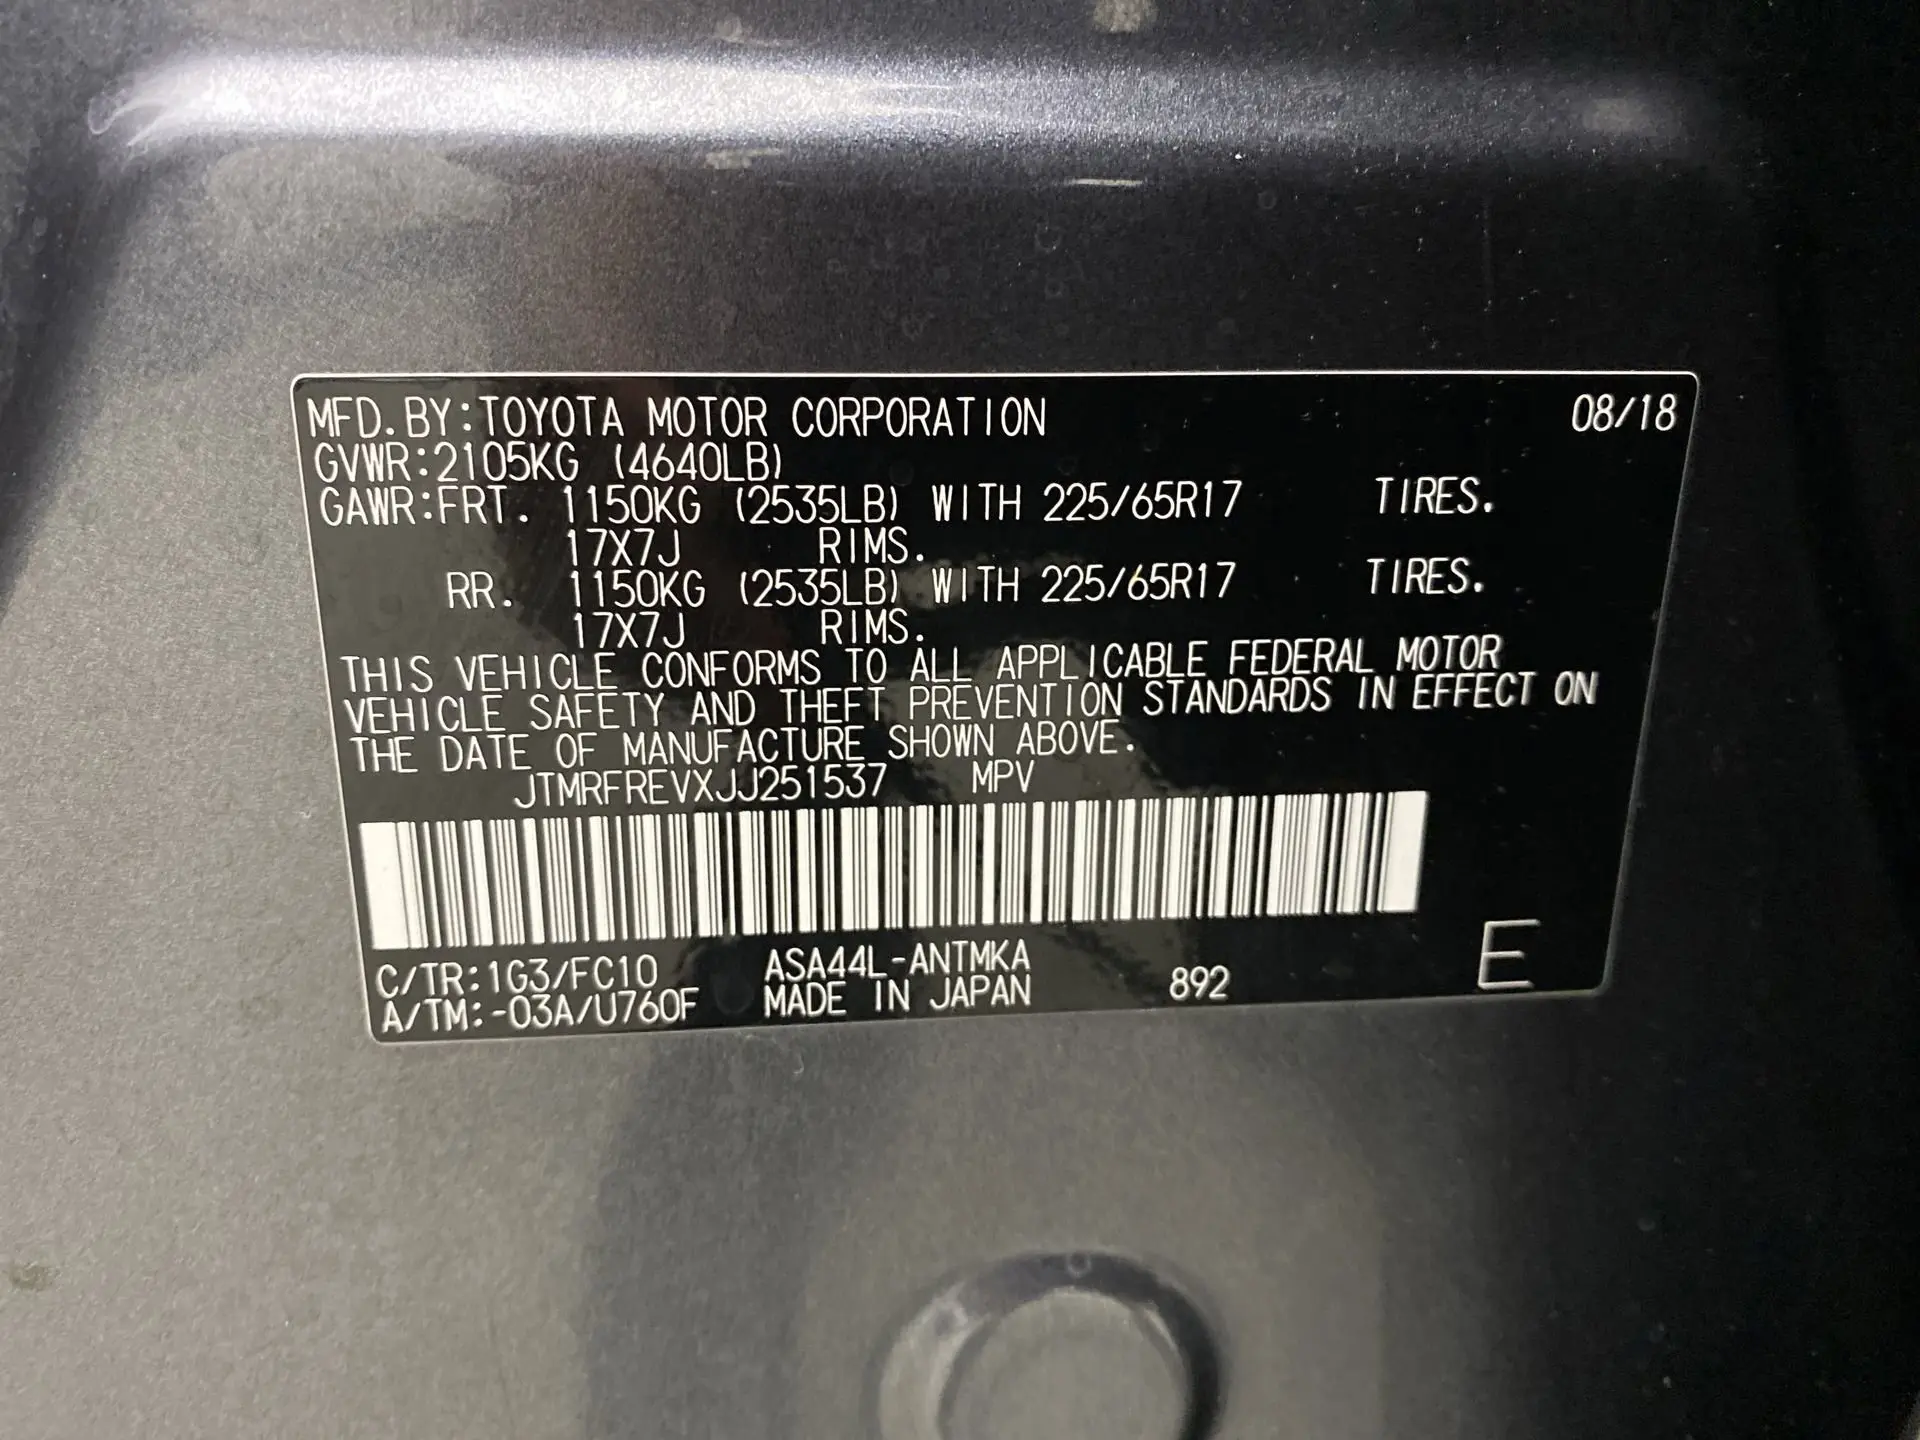 MFD. BY:TOYOTA MOTOR CORPORATION 08/18
GVWR:2105KG (4640LB)
GAWR:FRT. 1150KG (2535LB) WITH 225/65R17 TIRES.
17X7J RIMS.
RR. 1150KG (2535LB) WITH 225/65R17 TIRES.
17X7J RIMS.
THIS VEHICLE CONFORMS TO ALL APPLICABLE FEDERAL MOTOR
VEHICLE SAFETY AND THEFT PREVENTION STANDARDS IN EFFECT ON
THE DATE OF MANUFACTURE SHOWN ABOVE.
JTMRFREVXJJ251537 MPV
C/TR:1G3/FC10 ASA44L-ANTMKA
A/TM:-03A/U760F MADE IN JAPAN 892 E